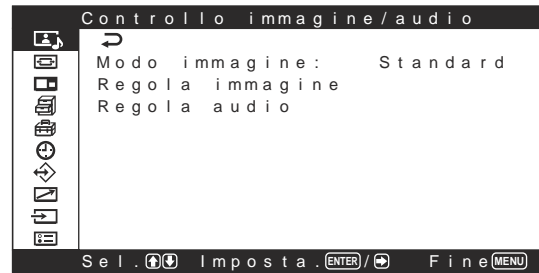 Controllo immagine/audio
Modo immagine: Standard
Regola immagine
Regola audio
Sel. Imposta. ENTER / Fine MENU